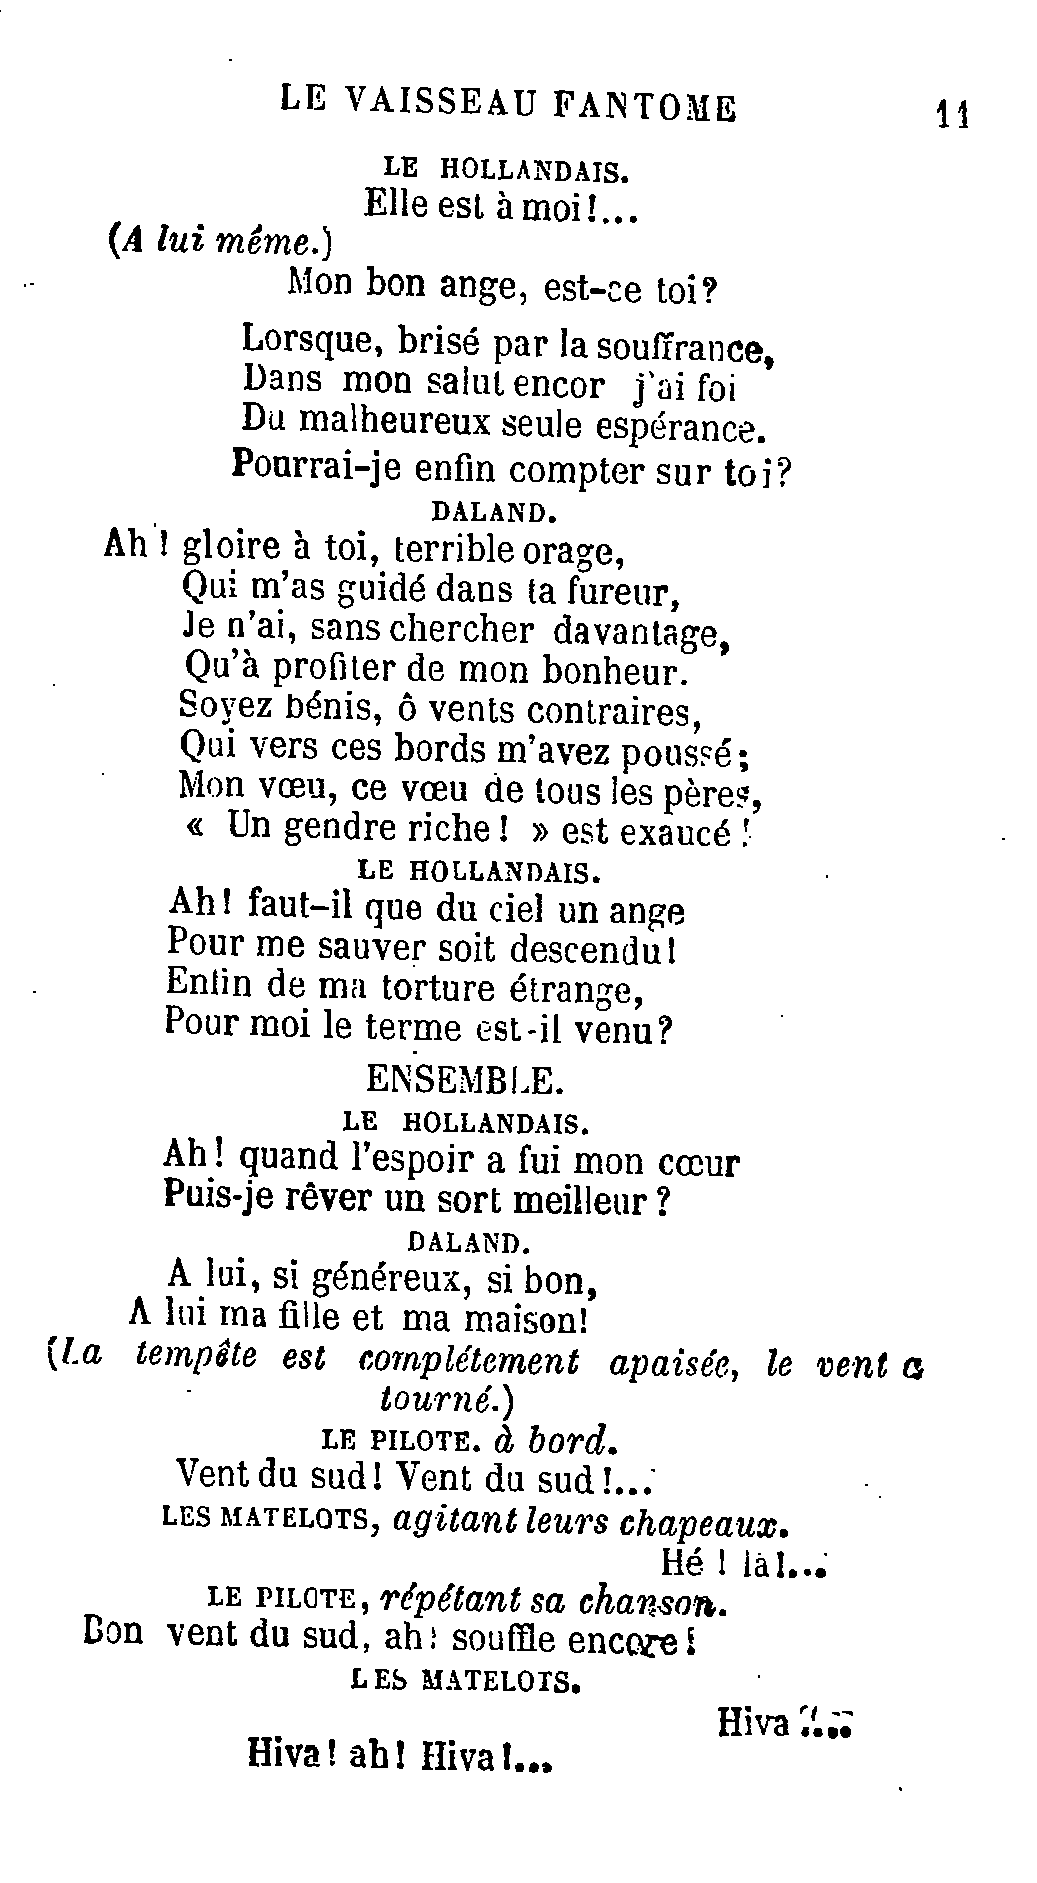 LE VAISSEAU FANTOME 11
LE HOLLANDAIS.
Elle est à moi!...
(A lui même.)
Mon bon ange, est-ce toi?
Lorsque, brisé par la souffrance,
Dans mon salut encor j'ai foi
Du malheureux seule espérance.
Pourrai-je enfin compter sur toi?
DALAND.
Ah! gloire à toi, terrible orage,
Qui m'as guidé dans ta fureur,
Je n'ai, sans chercher davantage,
Qu'à profiter de mon bonheur.
Soyez bénis, ô vents contraires,
Qui vers ces bords m'avez poussé;
Mon vœu, ce vœu de tous les pères,
« Un gendre riche! » est exaucé!
LE HOLLANDAIS.
Ah! faut-il que du ciel un ange
Pour me sauver soit descendu!
Enfin de ma torture étrange,
Pour moi le terme est-il venu?
ENSEMBLE.
LE HOLLANDAIS.
Ah! quand l'espoir a fui mon cœur
Puis-je rêver un sort meilleur?
DALAND.
A lui, si généreux, si bon,
A lui ma fille et ma maison!
(La tempête est complétement apaisée, le vent a
tourné.)
LE PILOTE. à bord.
Vent du sud! Vent du sud!...
LES MATELOTS, agitant leurs chapeaux.
Hé! là!...
LE PILOTE, répétant sa chanson.
Bon vent du sud, ah! souffle encore!
LES MATELOTS.
Hiva!...
Hiva! ah! Hiva!...